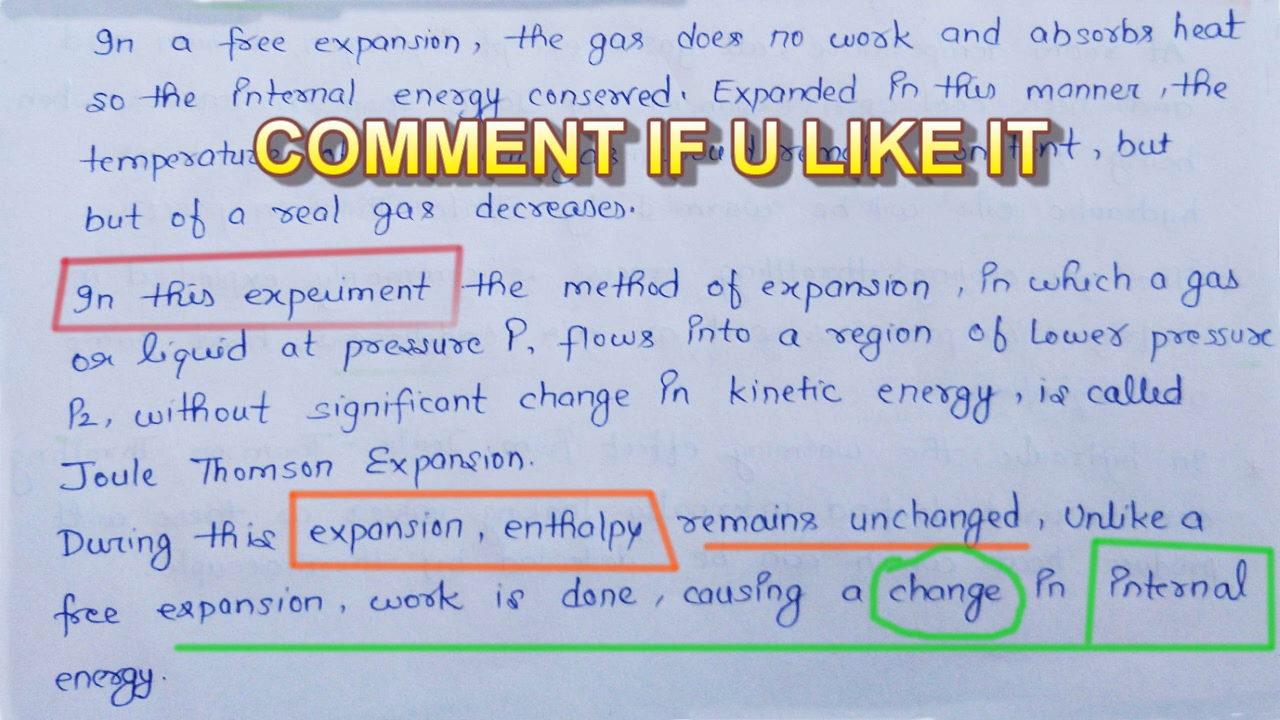 In a free expansion, the gas does no work and absorbs heat
so the internal energy conserved. Expanded in this manner, the
temperature
COMMENT IF U LIKE IT
, but
but of a real gas decreases.
In this experiment the method of expansion, in which a gas
or liquid at pressure P, flows into a region of lower pressure
P2, without significant change in kinetic energy, is called
Joule Thomson Expansion.
During this expansion, enthalpy remains unchanged, Unlike a
free expansion, work is done, causing a change in internal
energy.